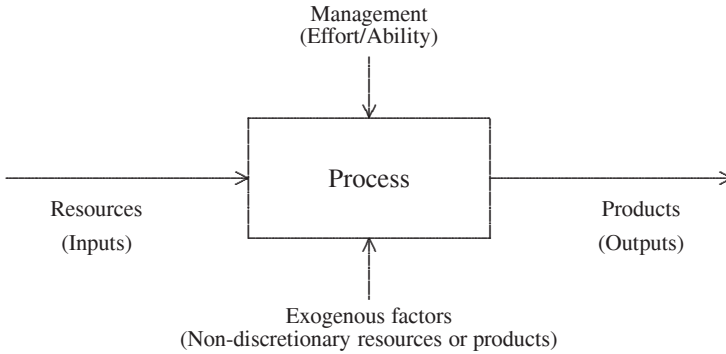 Management
(Effort/Ability)
Process
Resources
(Inputs)
Products
(Outputs)
Exogenous factors
(Non-discretionary resources or products)